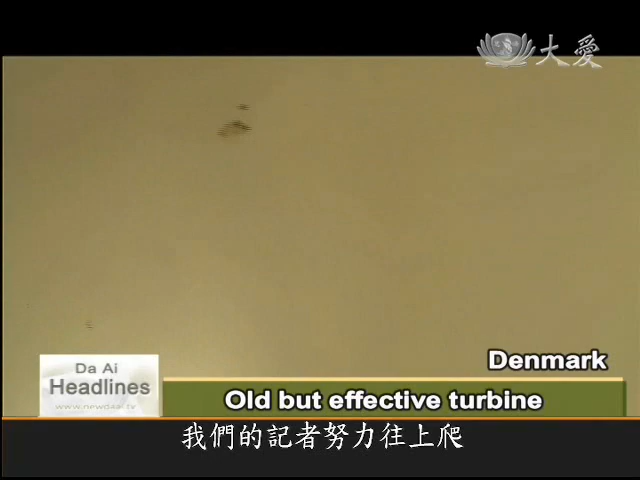 大愛
Denmark
Da Ai
Headlines
www.newdaai.tv
Old but effective turbine
我們的記者努力往上爬